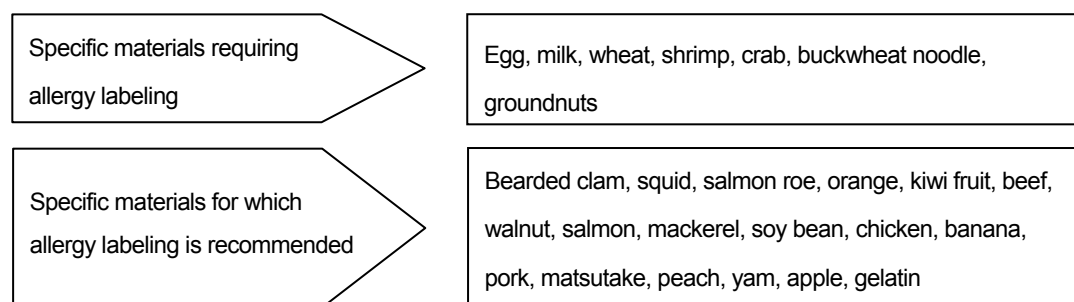 Specific materials requiring
allergy labeling
Egg, milk, wheat, shrimp, crab, buckwheat noodle,
groundnuts
Specific materials for which
allergy labeling is recommended
Bearded clam, squid, salmon roe, orange, kiwi fruit, beef,
walnut, salmon, mackerel, soy bean, chicken, banana,
pork, matsutake, peach, yam, apple, gelatin